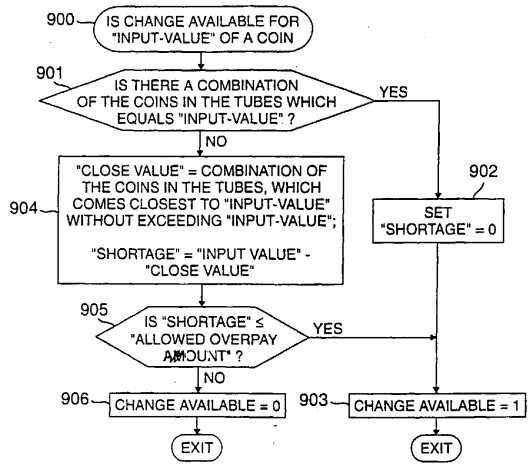 900
IS CHANGE AVAILABLE FOR
"INPUT-VALUE" OF A COIN
901
IS THERE A COMBINATION
OF THE COINS IN THE TUBES WHICH
EQUALS "INPUT-VALUE" ?
YES
NO
904
"CLOSE VALUE" = COMBINATION OF
THE COINS IN THE TUBES, WHICH
COMES CLOSEST TO "INPUT-VALUE"
WITHOUT EXCEEDING "INPUT-VALUE";
"SHORTAGE" = "INPUT VALUE" -
"CLOSE VALUE"
902
SET
"SHORTAGE" = 0
905
IS "SHORTAGE" ≤
"ALLOWED OVERPAY
AMOUNT" ?
YES
NO
906
CHANGE AVAILABLE = 0
903
CHANGE AVAILABLE = 1
EXIT
EXIT